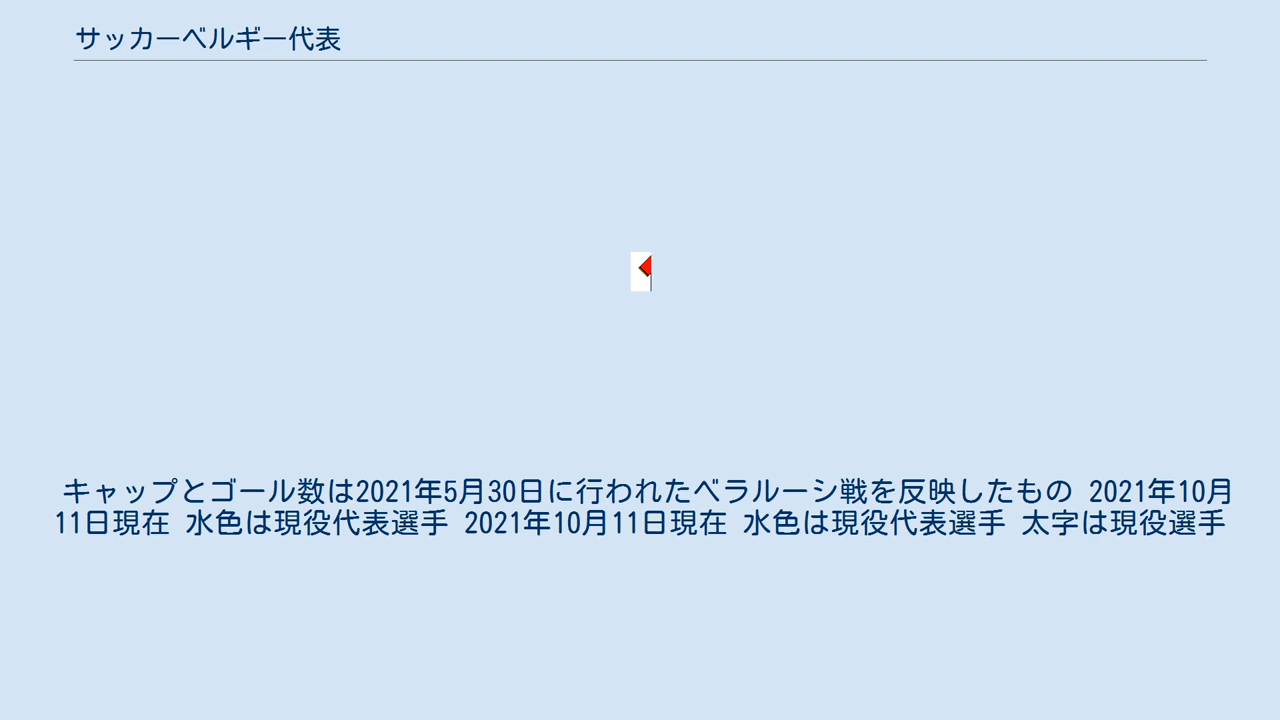 サッカーベルギー代表
キャップとゴール数は2021年5月30日に行われたベラルーシ戦を反映したもの 2021年10月
11日現在 水色は現役代表選手 2021年10月11日現在 水色は現役代表選手 太字は現役選手